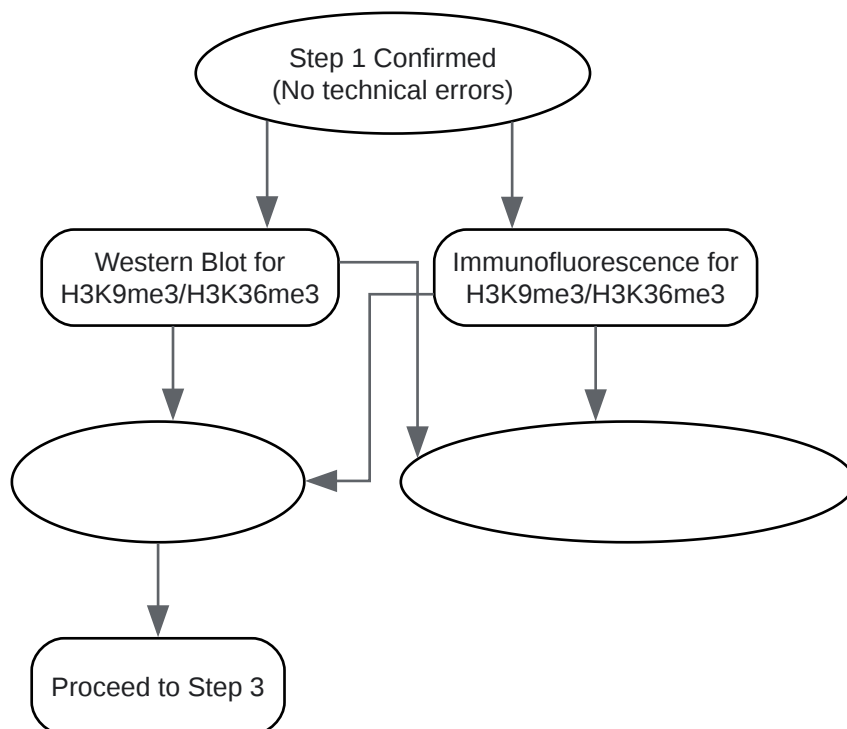 Step 1 Confirmed
(No technical errors)
Western Blot for
H3K9me3/H3K36me3
Immunofluorescence for
H3K9me3/H3K36me3
Proceed to Step 3